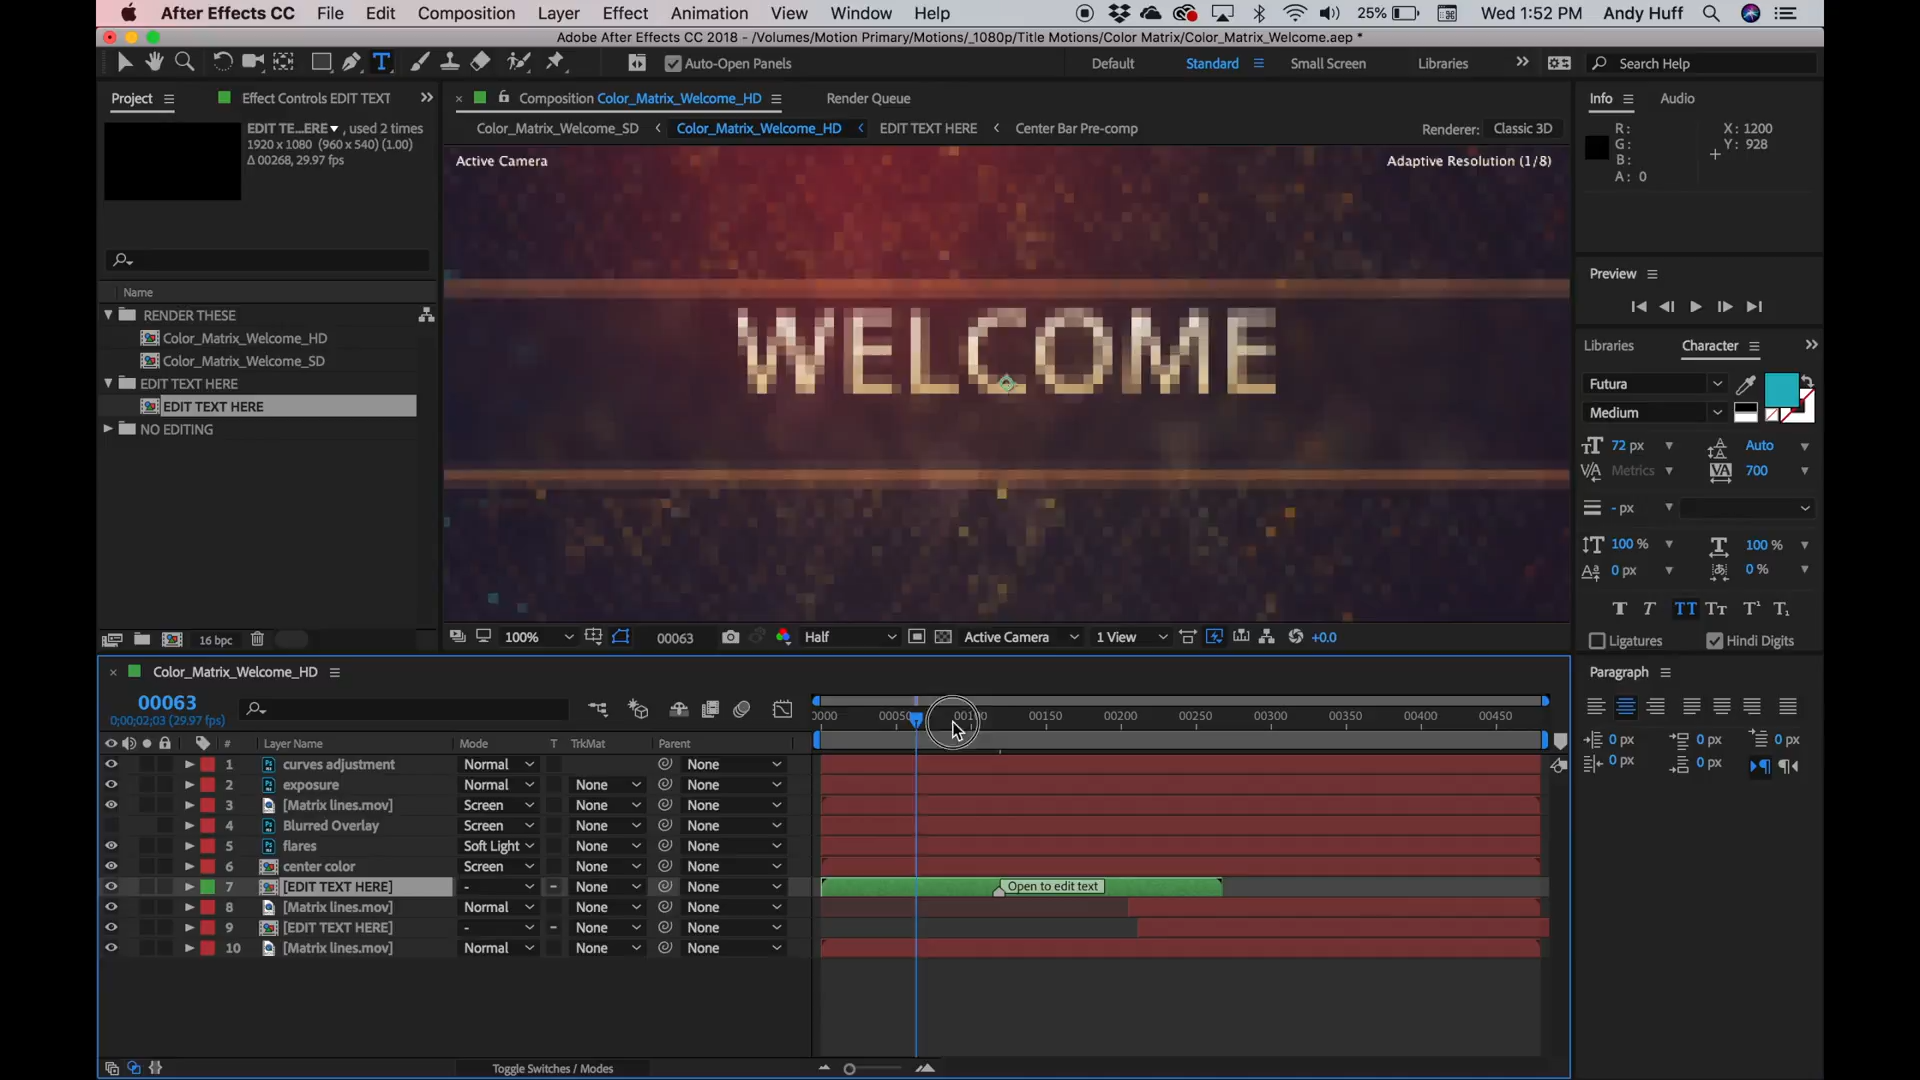 After Effects CC File Edit Composition Layer Effect Animation View Window Help 25% Wed 1:52 PM Andy Huff
Adobe After Effects CC 2018 - /Volumes/Motion Primary/Motions/_1080p/Title Motions/Color Matrix/Color_Matrix_Welcome.aep *
Auto-Open Panels Default Standard Small Screen Libraries Search Help
Project Effect Controls EDIT TEXT Composition Color_Matrix_Welcome_HD Render Queue Info Audio
EDIT TE...ERE, used 2 times
1920 x 1080 (960 x 540) (1.00)
Δ 00268, 29.97 fps
Color_Matrix_Welcome_SD Color_Matrix_Welcome_HD EDIT TEXT HERE Center Bar Pre-comp Renderer: Classic 3D
R: X: 1200
G: Y: 928
B:
A: 0
Active Camera Adaptive Resolution (1/8)
WELCOME
Name
RENDER THESE
Color_Matrix_Welcome_HD
Color_Matrix_Welcome_SD
EDIT TEXT HERE
EDIT TEXT HERE
NO EDITING
16 bpc
100% 00063 Half Active Camera 1 View +0.0
Preview
Libraries Character
Futura
Medium
72 px Auto
Metrics 700
- px
100 % 100 %
0 px 0 %
T T TT Tт T¹ T₁
Ligatures Hindi Digits
Paragraph
0 px 0 px 0 px
0 px 0 px
Color_Matrix_Welcome_HD
00063
0;00;02;03 (29.97 fps)
0000 00050 00100 00150 00200 00250 00300 00350 00400 00450
# Layer Name Mode T TrkMat Parent
1 curves adjustment Normal None
2 exposure Normal None None
3 [Matrix lines.mov] Screen None None
4 Blurred Overlay Screen None None
5 flares Soft Light None None
6 center color Screen None None
7 [EDIT TEXT HERE] - None None Open to edit text
8 [Matrix lines.mov] Normal None None
9 [EDIT TEXT HERE] - None None
10 [Matrix lines.mov] Normal None None
Toggle Switches / Modes